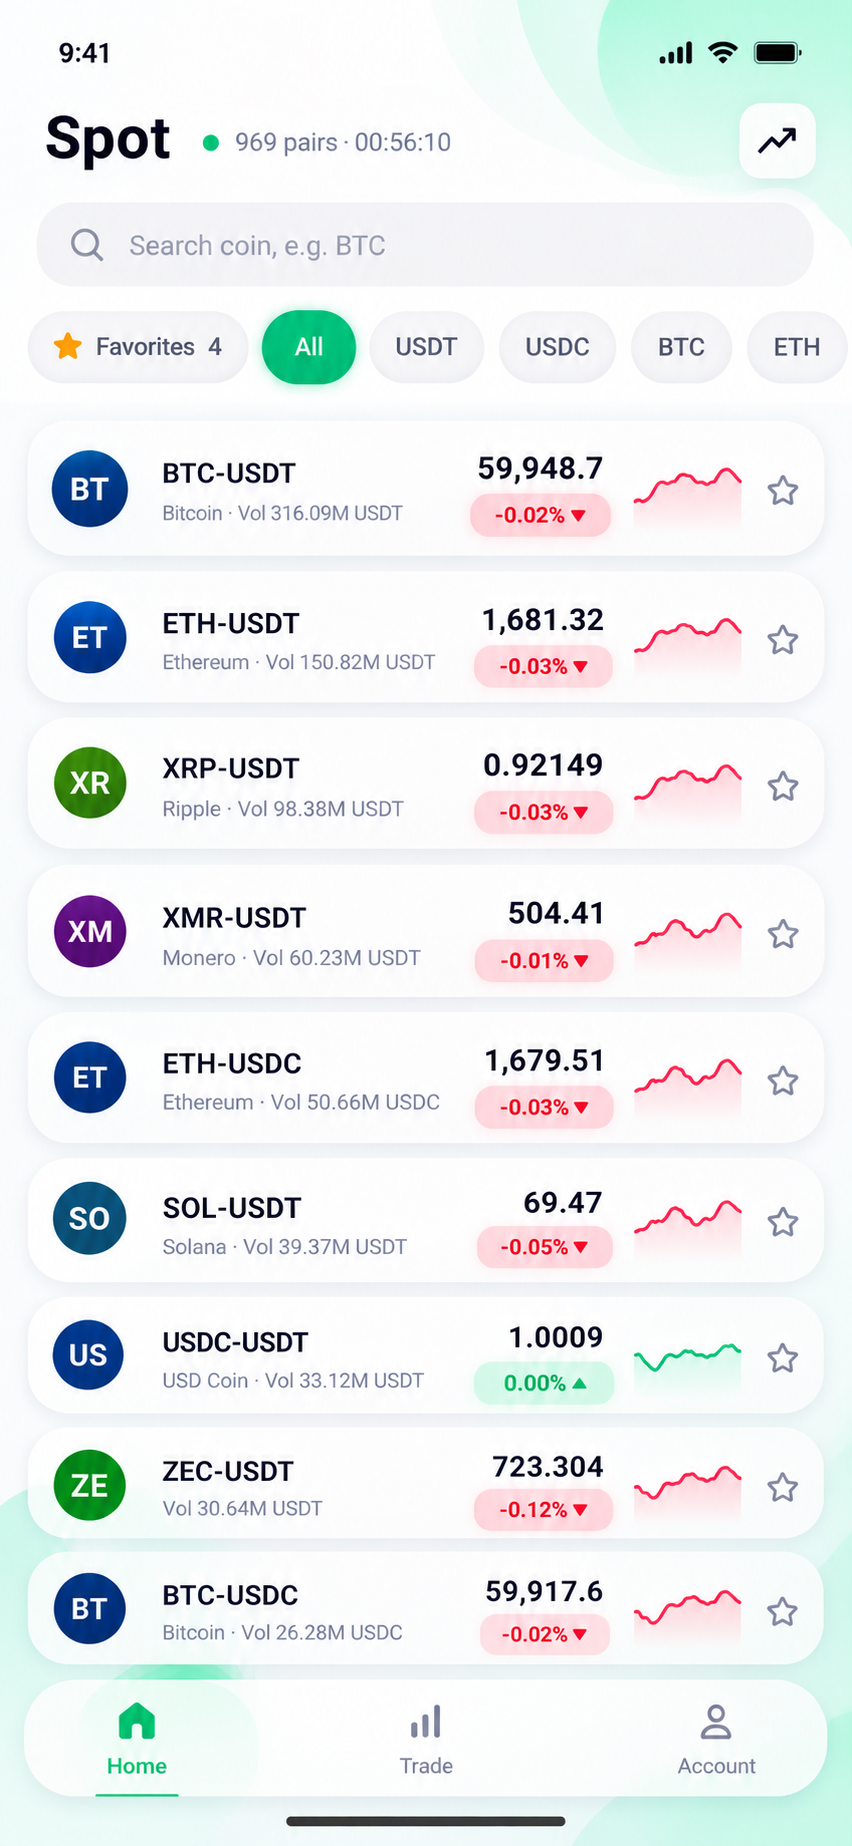 9:41
Spot
969 pairs · 00:56:10
Search coin, e.g. BTC
Favorites 4
All
USDT
USDC
BTC
ETH
BT
BTC-USDT
Bitcoin · Vol 316.09M USDT
59,948.7
-0.02% ▼
ET
ETH-USDT
Ethereum · Vol 150.82M USDT
1,681.32
-0.03% ▼
XR
XRP-USDT
Ripple · Vol 98.38M USDT
0.92149
-0.03% ▼
XM
XMR-USDT
Monero · Vol 60.23M USDT
504.41
-0.01% ▼
ET
ETH-USDC
Ethereum · Vol 50.66M USDC
1,679.51
-0.03% ▼
SO
SOL-USDT
Solana · Vol 39.37M USDT
69.47
-0.05% ▼
US
USDC-USDT
USD Coin · Vol 33.12M USDT
1.0009
0.00% ▲
ZE
ZEC-USDT
Vol 30.64M USDT
723.304
-0.12% ▼
BT
BTC-USDC
Bitcoin · Vol 26.28M USDC
59,917.6
-0.02% ▼
Home
Trade
Account